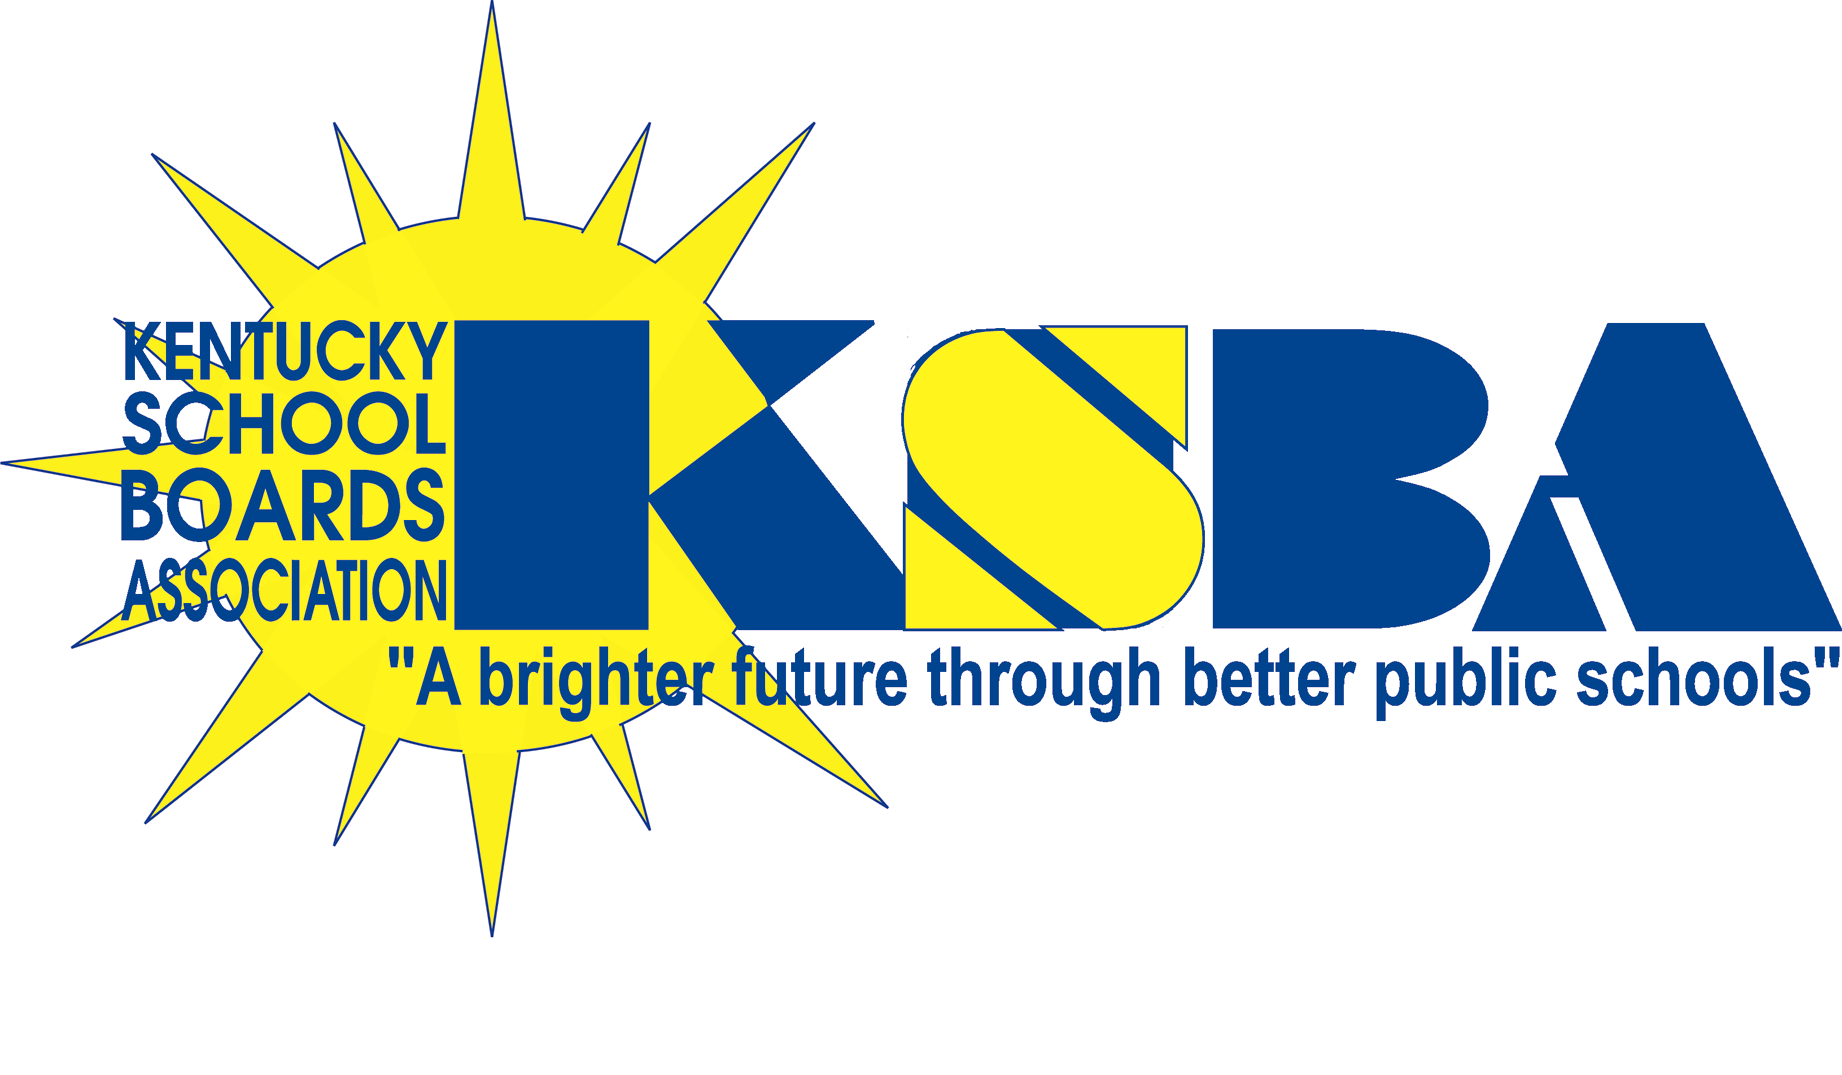 KENTUCKY
SCHOOL
BOARDS
ASSOCIATION
KSBA
"A brighter future through better public schools"